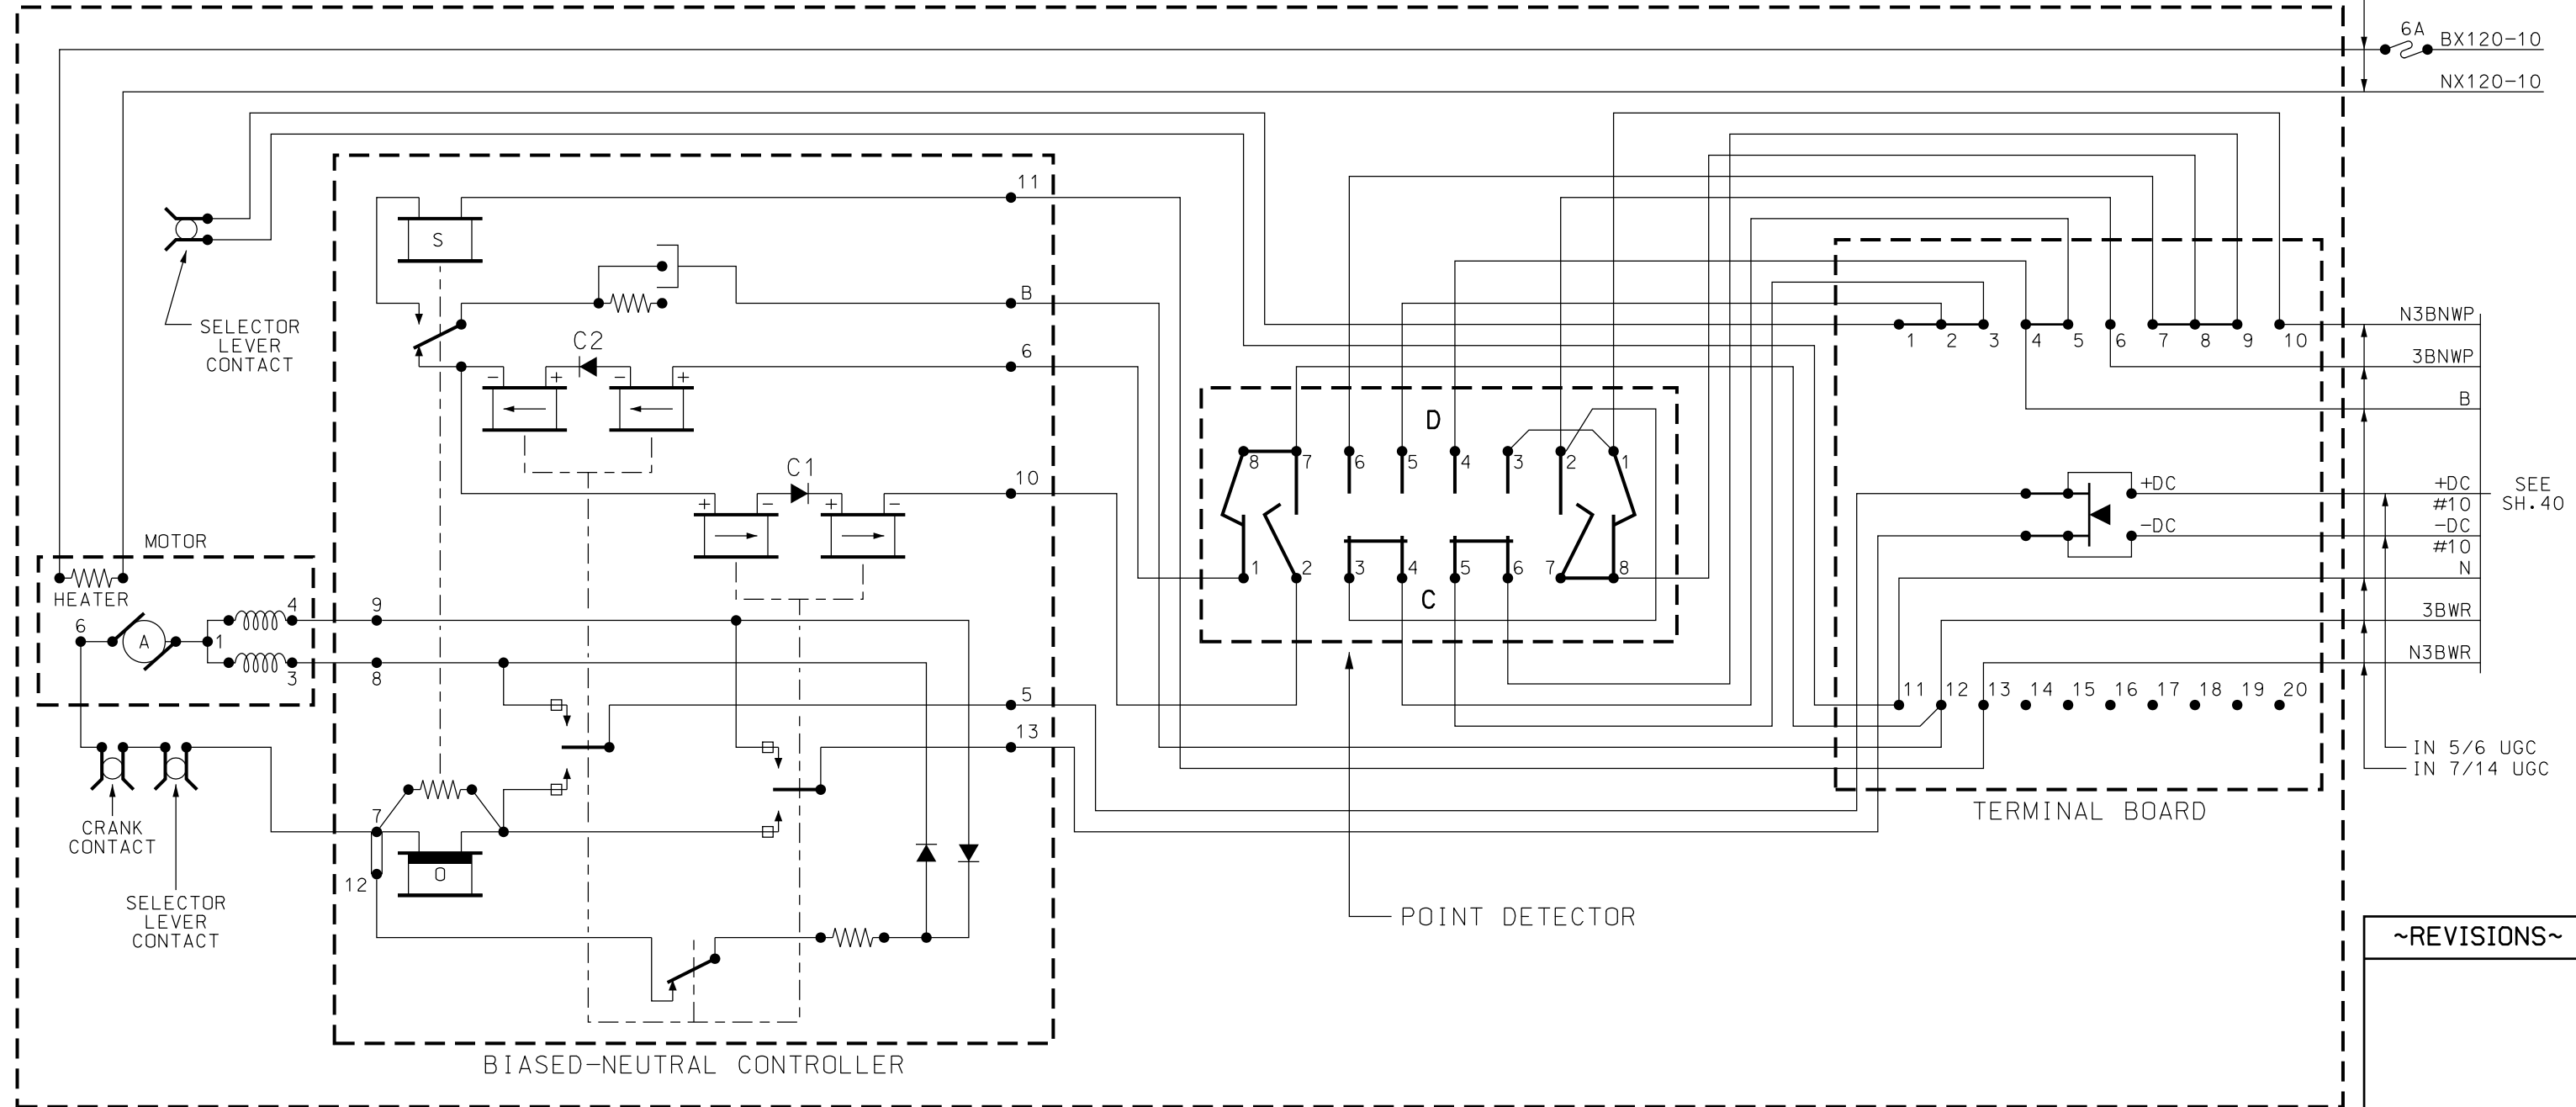 6A
BX120-10
NX120-10
11
S
SELECTOR
LEVER
CONTACT
B
C2
6
- + - +
C1
10
+ - + -
MOTOR
HEATER
6
A
1
4
3
9
8
5
13
CRANK
CONTACT
SELECTOR
LEVER
CONTACT
7
12
O
BIASED-NEUTRAL CONTROLLER
D
8 7 6 5 4 3 2 1
1 2 3 4 5 6 7 8
C
POINT DETECTOR
1 2 3 4 5 6 7 8 9 10
N3BNWP
3BNWP
B
+DC
-DC
+DC
#10
-DC
#10
SEE
SH.40
N
3BWR
N3BWR
11 12 13 14 15 16 17 18 19 20
IN 5/6 UGC
IN 7/14 UGC
TERMINAL BOARD
~REVISIONS~